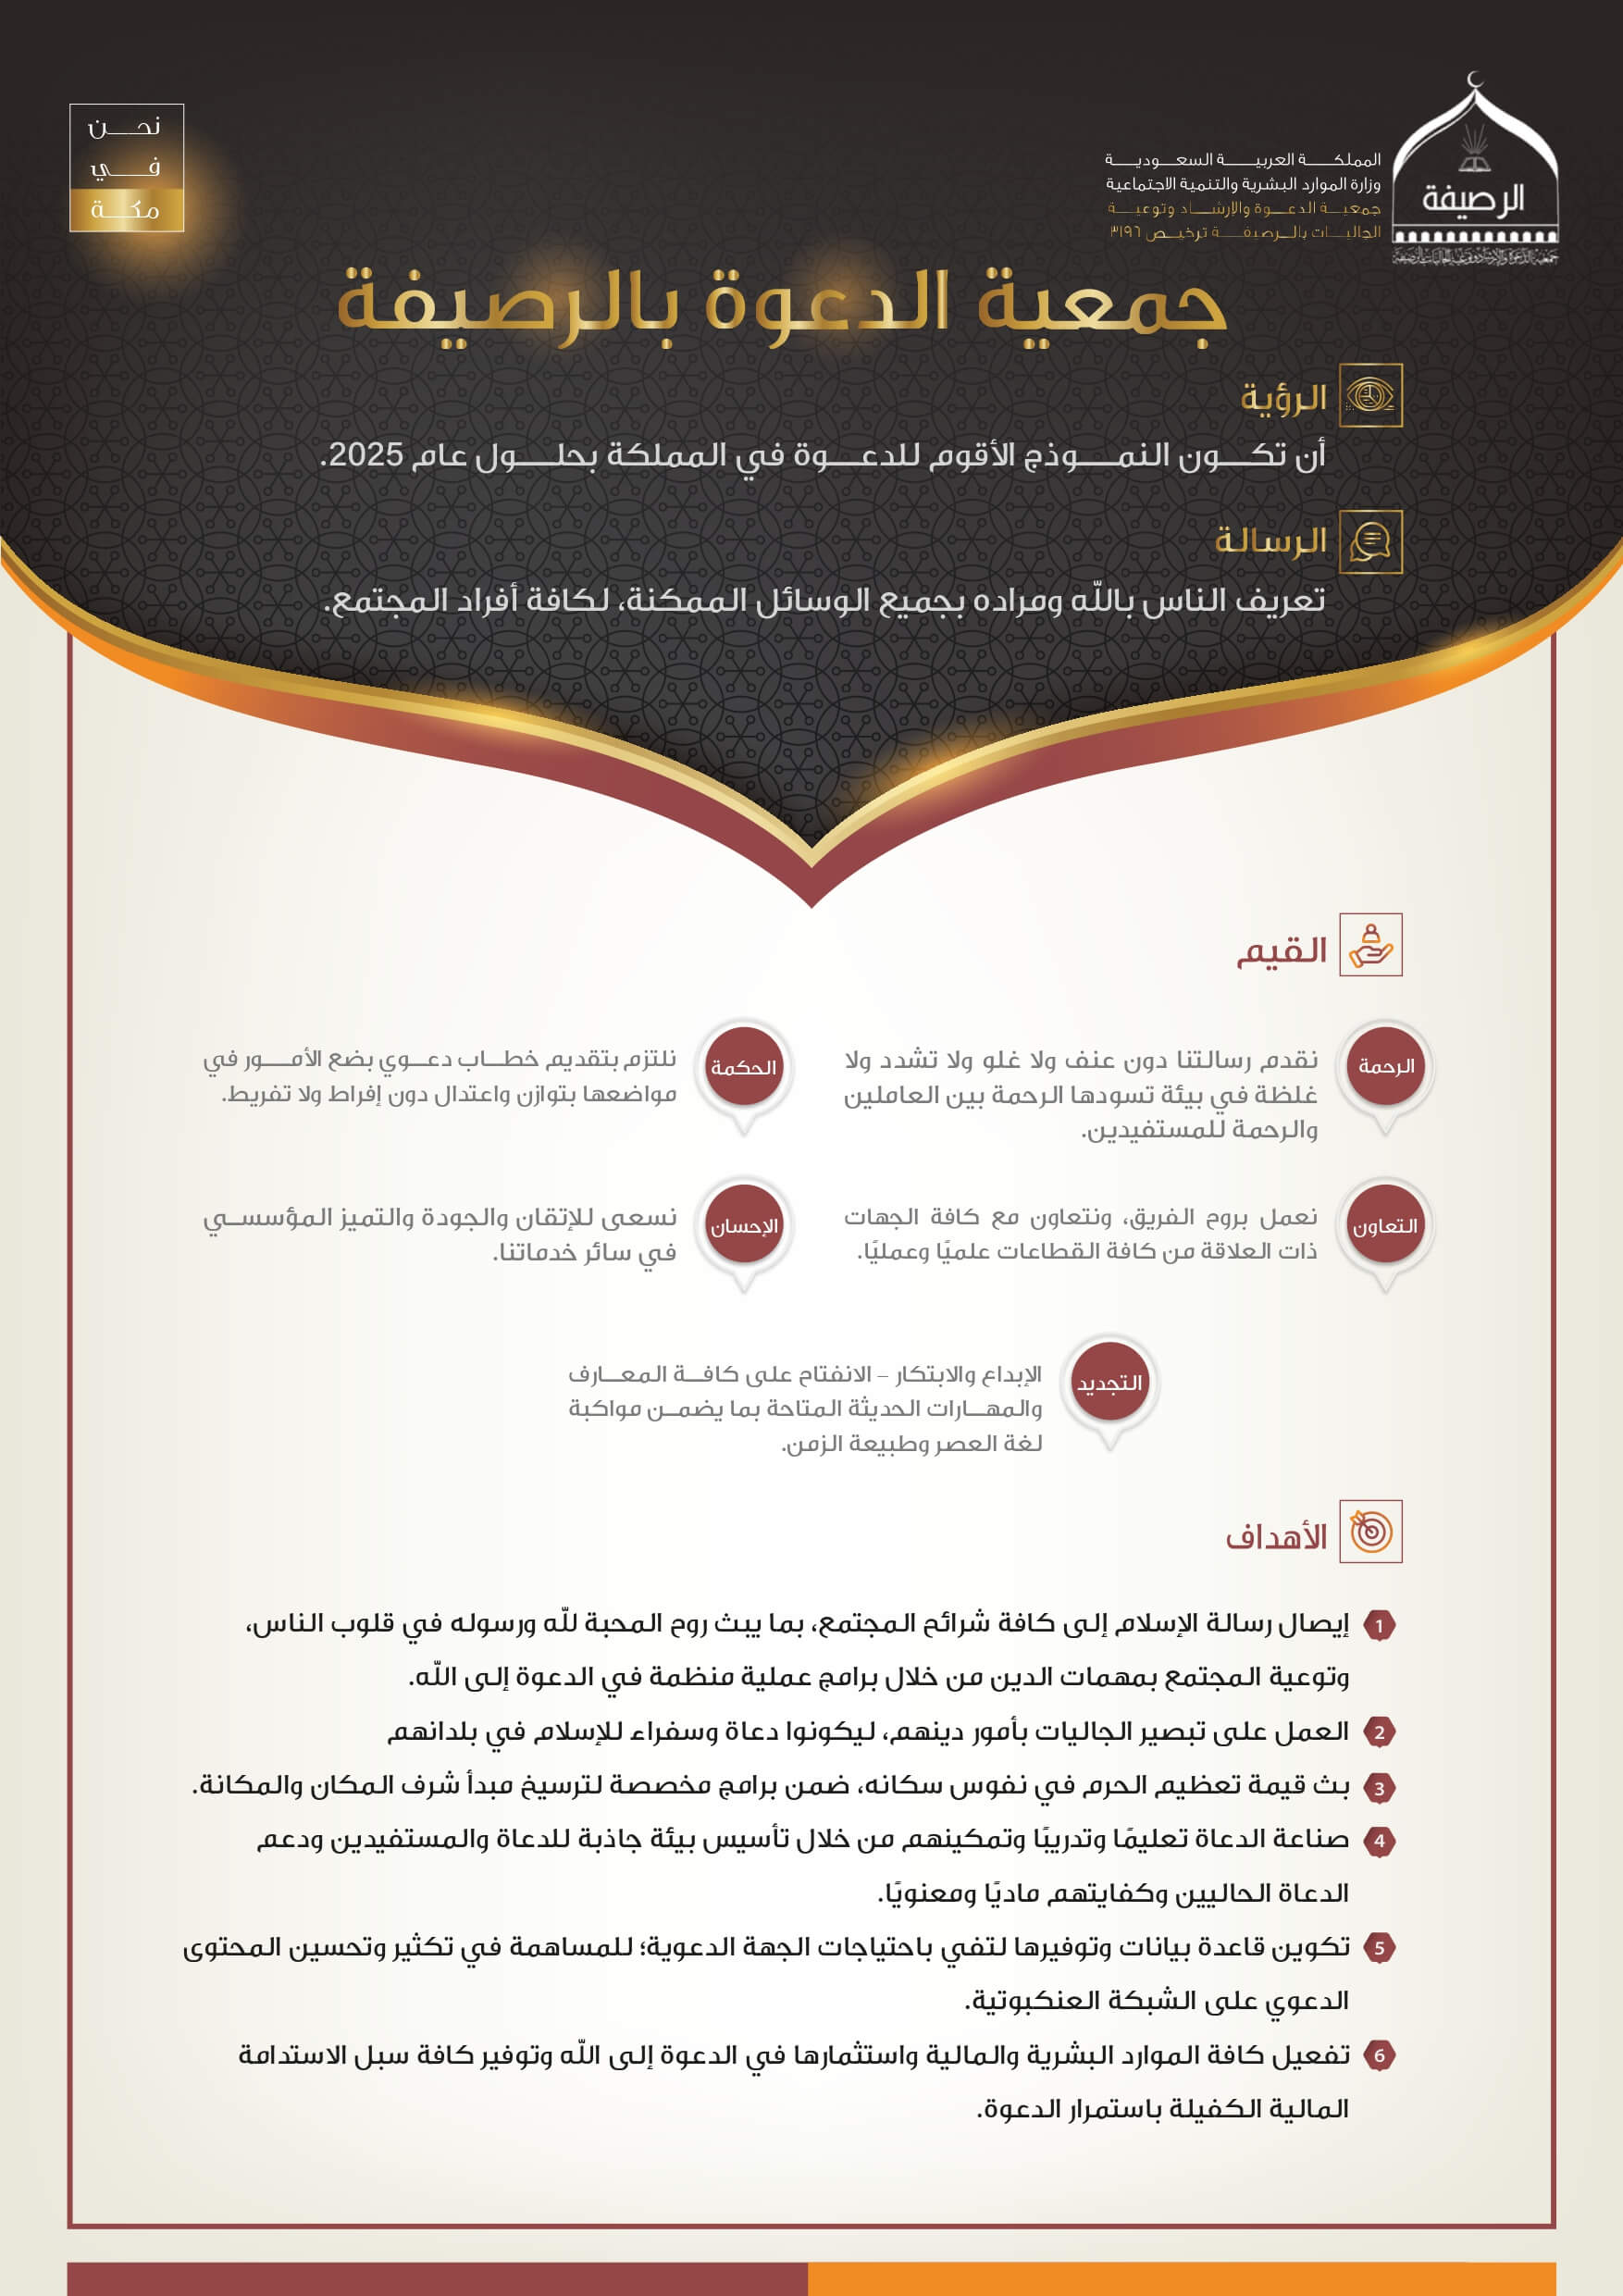 نحن
في
مكة
المملكة العربية السعودية
وزارة الموارد البشرية والتنمية الاجتماعية
جمعية الدعوة والإرشاد وتوعية
الجاليات بالرصيفة ترخيص ٣١٩٦
الرصيفة
جمعية الدعوة والإرشاد وتوعية الجاليات بالرصيفة
جمعية الدعوة بالرصيفة
الرؤية
أن تكون النموذج الأقوم للدعوة في المملكة بحلول عام 2025.
الرسالة
تعريف الناس بالله ومراده بجميع الوسائل الممكنة، لكافة أفراد المجتمع.
القيم
الرحمة
نقدم رسالتنا دون عنف ولا غلو ولا تشدد ولا
غلظة في بيئة تسودها الرحمة بين العاملين
والرحمة للمستفيدين.
الحكمة
نلتزم بتقديم خطاب دعوي بضع الأمور في
مواضعها بتوازن واعتدال دون إفراط ولا تفريط.
التعاون
نعمل بروح الفريق، ونتعاون مع كافة الجهات
ذات العلاقة من كافة القطاعات علميًا وعمليًا.
الإحسان
نسعى للإتقان والجودة والتميز المؤسسي
في سائر خدماتنا.
التجديد
الإبداع والابتكار – الانفتاح على كافة المعارف
والمهارات الحديثة المتاحة بما يضمن مواكبة
لغة العصر وطبيعة الزمن.
الأهداف
1 إيصال رسالة الإسلام إلى كافة شرائح المجتمع، بما يبث روح المحبة لله ورسوله في قلوب الناس،
وتوعية المجتمع بمهمات الدين من خلال برامج عملية منظمة في الدعوة إلى الله.
2 العمل على تبصير الجاليات بأمور دينهم، ليكونوا دعاة وسفراء للإسلام في بلدانهم
3 بث قيمة تعظيم الحرم في نفوس سكانه، ضمن برامج مخصصة لترسيخ مبدأ شرف المكان والمكانة.
4 صناعة الدعاة تعليمًا وتدريبًا وتمكينهم من خلال تأسيس بيئة جاذبة للدعاة والمستفيدين ودعم
الدعاة الحاليين وكفايتهم ماديًا ومعنويًا.
5 تكوين قاعدة بيانات وتوفيرها لتفي باحتياجات الجهة الدعوية؛ للمساهمة في تكثير وتحسين المحتوى
الدعوي على الشبكة العنكبوتية.
6 تفعيل كافة الموارد البشرية والمالية واستثمارها في الدعوة إلى الله وتوفير كافة سبل الاستدامة
المالية الكفيلة باستمرار الدعوة.